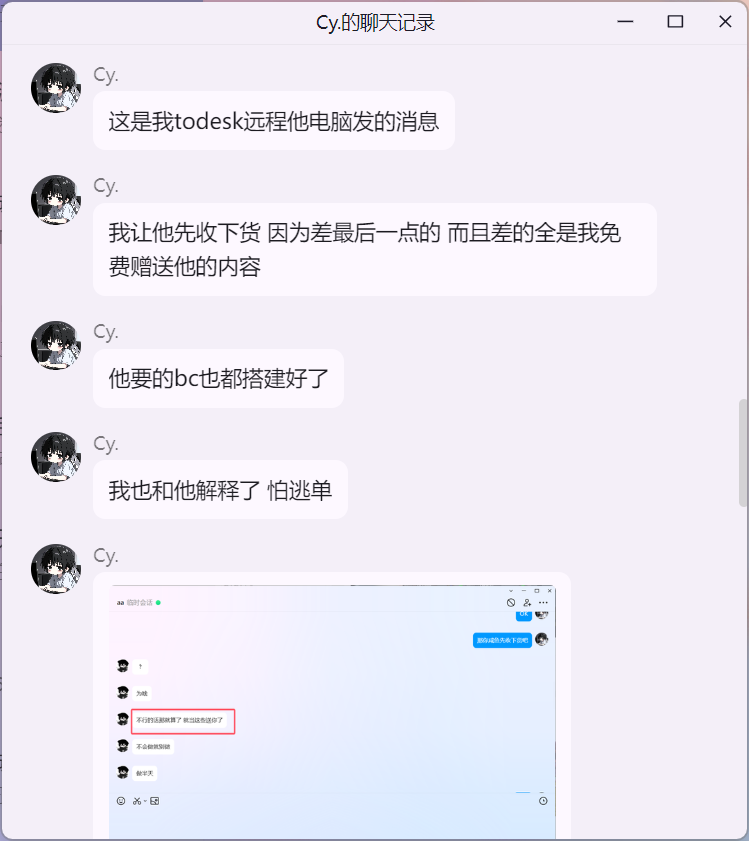 Cy.的聊天记录
Cy.
这是我todesk远程他电脑发的消息
Cy.
我让他先收下货 因为差最后一点的 而且差的全是我免
费赠送他的内容
Cy.
他要的bc也都搭建好了
Cy.
我也和他解释了 怕逃单
Cy.
aa 临时会话
OK
?
为啥
不行的话那就算了 就当这些送你了
不会做就别做
做半天